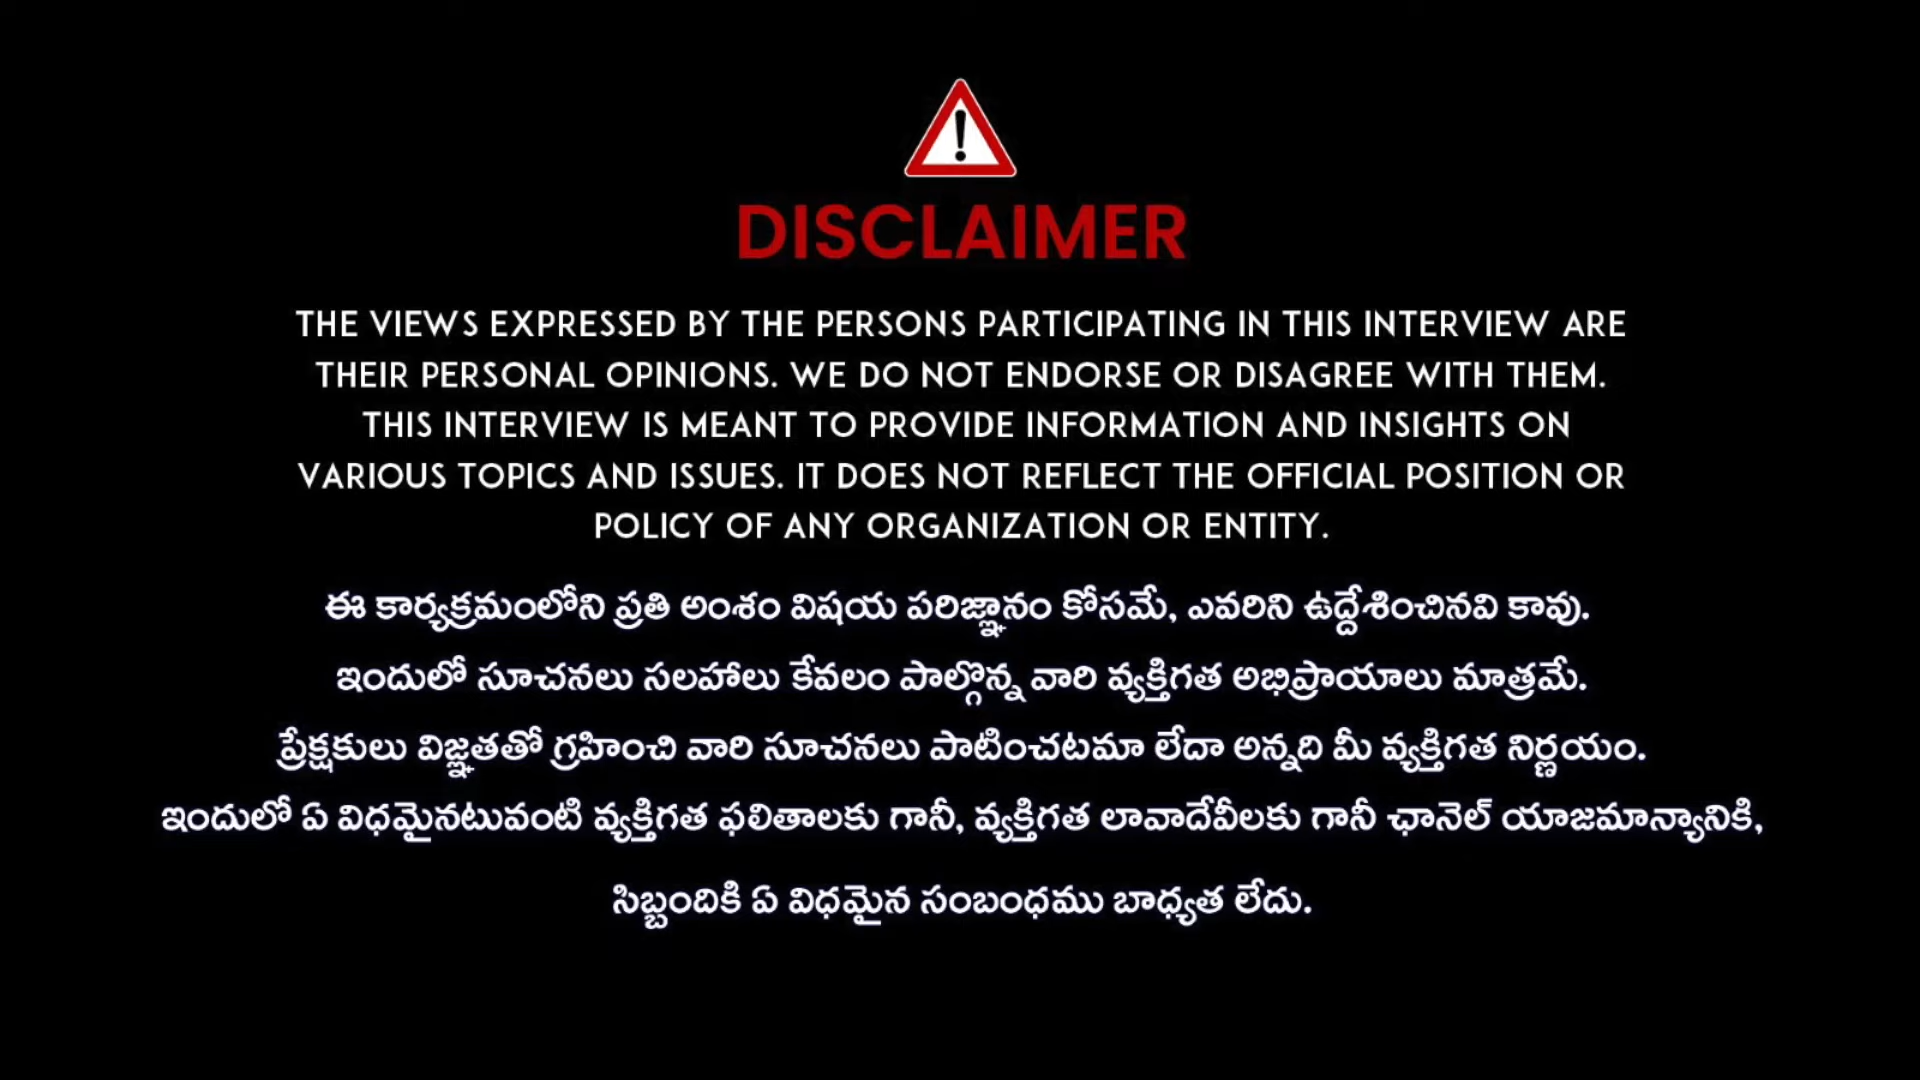 DISCLAIMER
THE VIEWS EXPRESSED BY THE PERSONS PARTICIPATING IN THIS INTERVIEW ARE
THEIR PERSONAL OPINIONS. WE DO NOT ENDORSE OR DISAGREE WITH THEM.
THIS INTERVIEW IS MEANT TO PROVIDE INFORMATION AND INSIGHTS ON
VARIOUS TOPICS AND ISSUES. IT DOES NOT REFLECT THE OFFICIAL POSITION OR
POLICY OF ANY ORGANIZATION OR ENTITY.
ఈ కార్యక్రమంలోని ప్రతి అంశం విషయ పరిజ్ఞానం కోసమే, ఎవరిని ఉద్దేశించినవి కావు.
ఇందులో సూచనలు సలహాలు కేవలం పాల్గొన్న వారి వ్యక్తిగత అభిప్రాయాలు మాత్రమే.
ప్రేక్షకులు విజ్ఞతతో గ్రహించి వారి సూచనలు పాటించటమా లేదా అన్నది మీ వ్యక్తిగత నిర్ణయం.
ఇందులో ఏ విధమైనటువంటి వ్యక్తిగత ఫలితాలకు గానీ, వ్యక్తిగత లావాదేవీలకు గానీ ఛానెల్ యాజమాన్యానికి,
సిబ్బందికి ఏ విధమైన సంబంధము బాధ్యత లేదు.